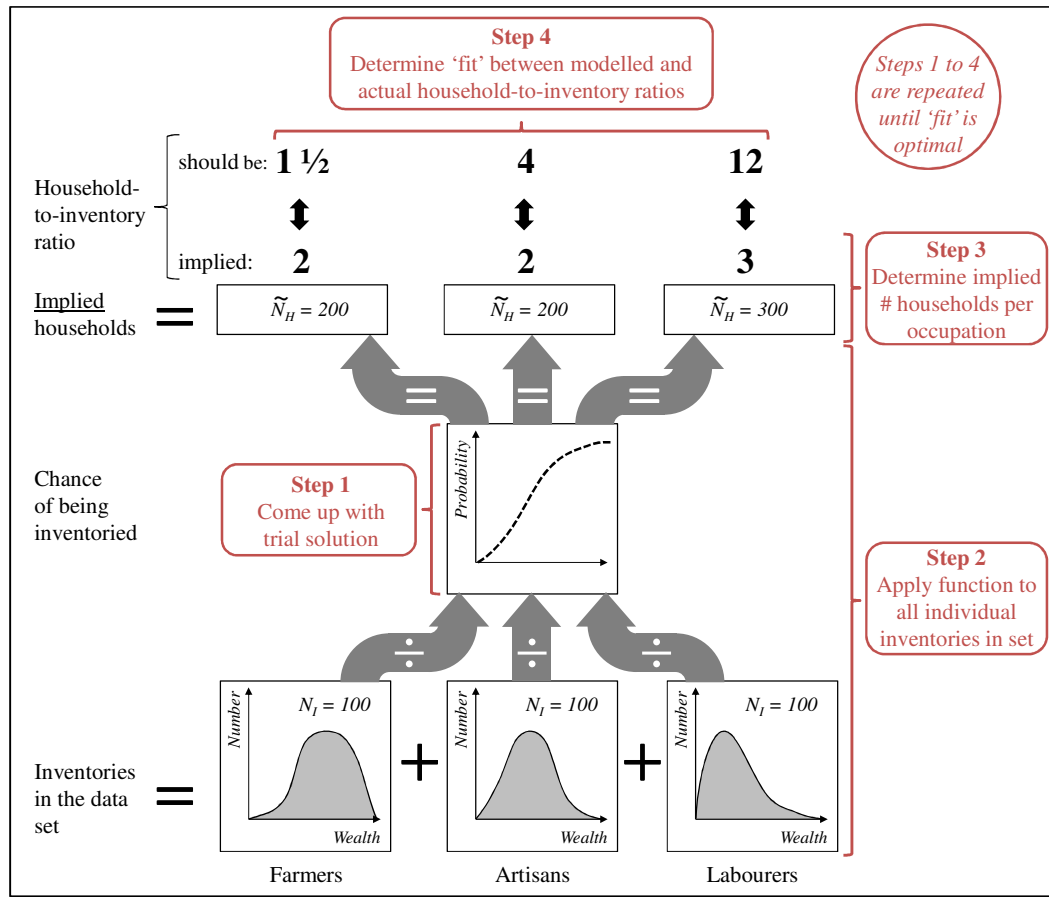 Step 4
Determine ‘fit’ between modelled and
actual household-to-inventory ratios
Steps 1 to 4
are repeated
until ‘fit’ is
optimal
Household-
to-inventory
ratio
should be:
1 ½
4
12
implied:
2
2
3
Step 3
Determine implied
# households per
occupation
Implied
households
=
Ñ_H = 200
Ñ_H = 200
Ñ_H = 300
=
=
=
Chance
of being
inventoried
Step 1
Come up with
trial solution
Probability
Step 2
Apply function to
all individual
inventories in set
÷
÷
÷
Inventories
in the data
set
=
Number
N_I = 100
Wealth
+
Number
N_I = 100
Wealth
+
Number
N_I = 100
Wealth
Farmers
Artisans
Labourers